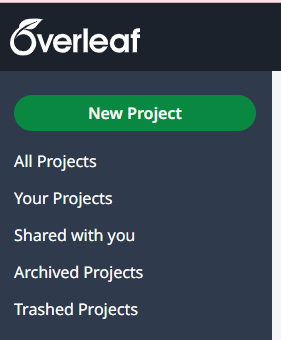 Overleaf
New Project
All Projects
Your Projects
Shared with you
Archived Projects
Trashed Projects